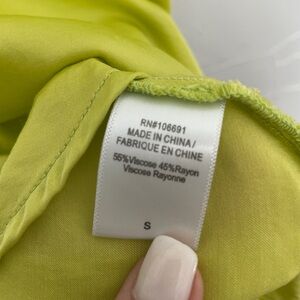 RN#106691
MADE IN CHINA/
FABRIQUE EN CHINE
55%Viscose 45%Rayon
Viscose Rayonne
S